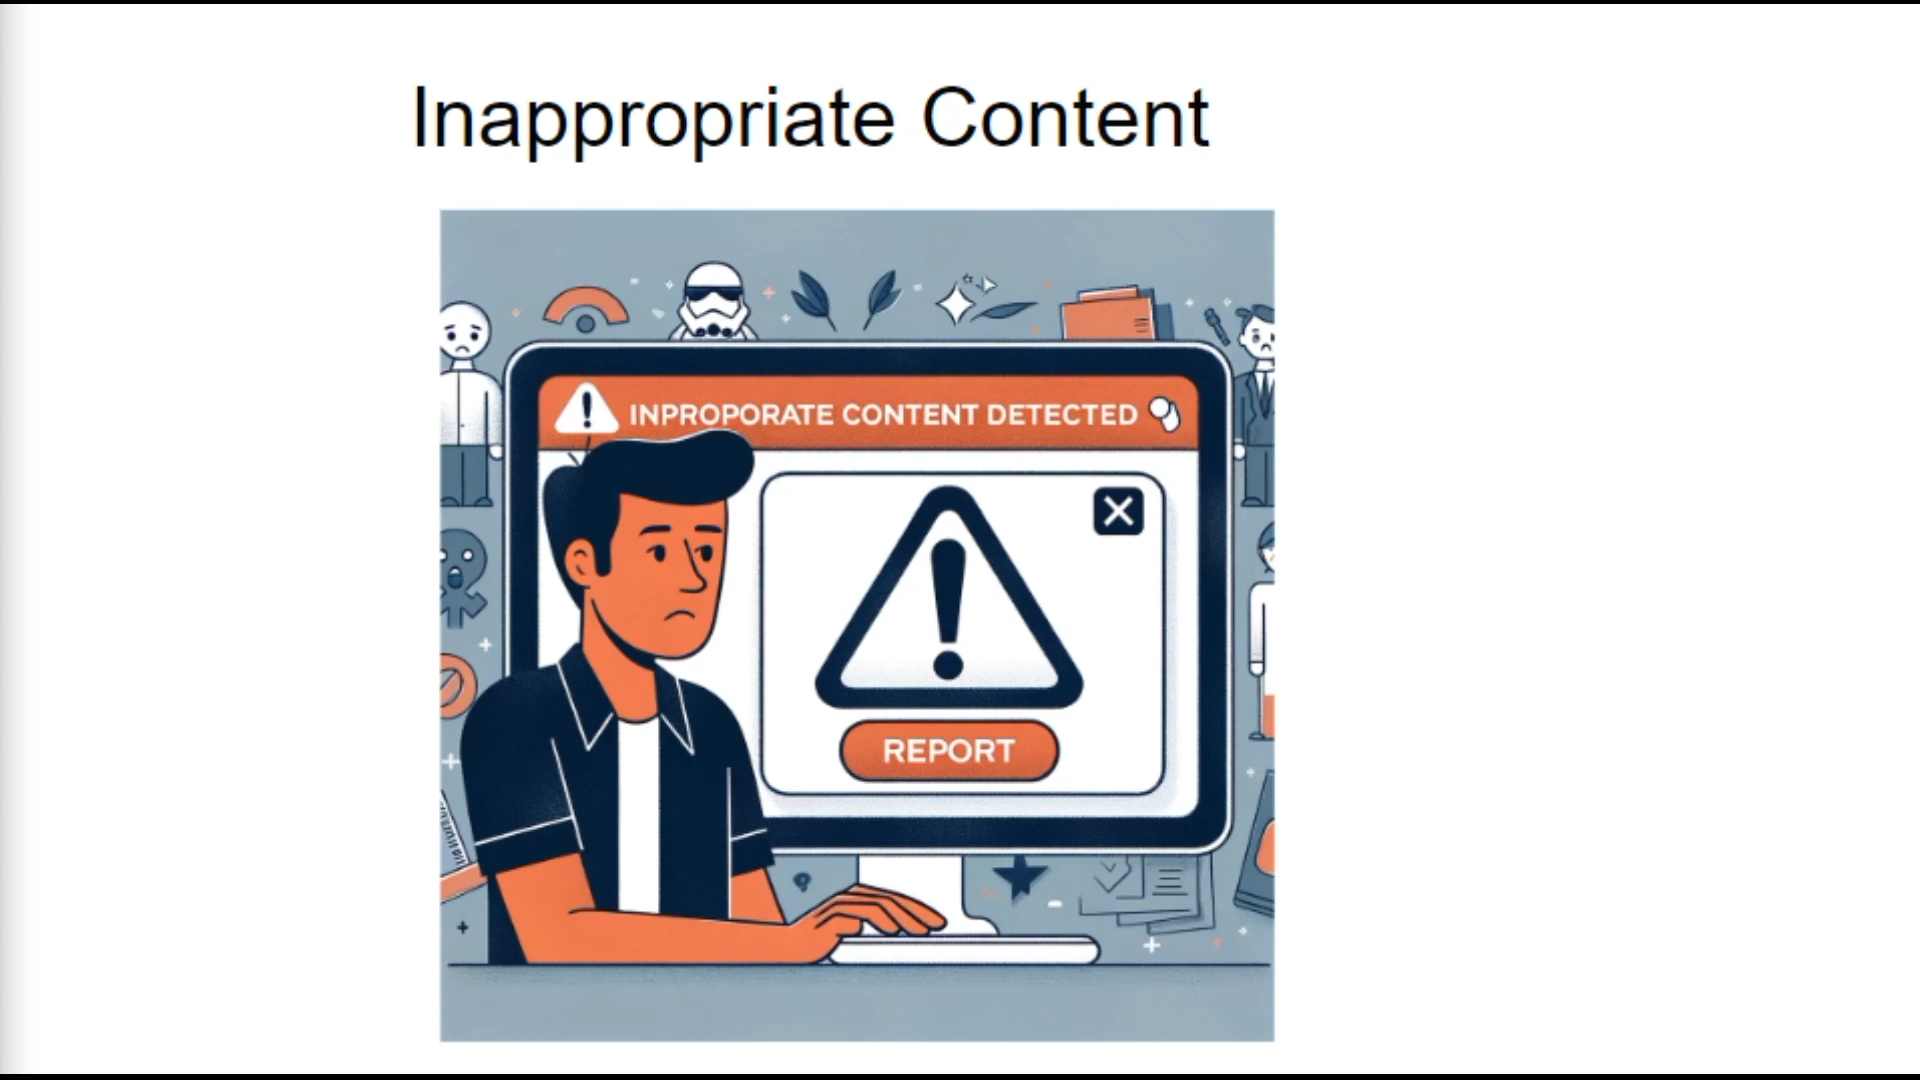 Inappropriate Content
INPROPORATE CONTENT DETECTED
REPORT